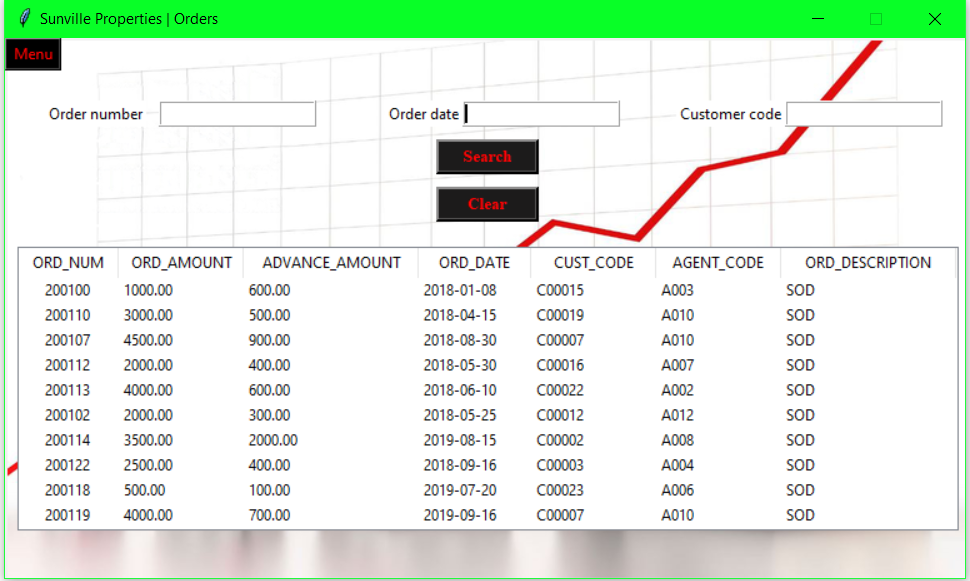 Sunville Properties | Orders
Menu
Order number Order date Customer code
Search
Clear
ORD_NUM ORD_AMOUNT ADVANCE_AMOUNT ORD_DATE CUST_CODE AGENT_CODE ORD_DESCRIPTION
200100 1000.00 600.00 2018-01-08 C00015 A003 SOD
200110 3000.00 500.00 2018-04-15 C00019 A010 SOD
200107 4500.00 900.00 2018-08-30 C00007 A010 SOD
200112 2000.00 400.00 2018-05-30 C00016 A007 SOD
200113 4000.00 600.00 2018-06-10 C00022 A002 SOD
200102 2000.00 300.00 2018-05-25 C00012 A012 SOD
200114 3500.00 2000.00 2019-08-15 C00002 A008 SOD
200122 2500.00 400.00 2018-09-16 C00003 A004 SOD
200118 500.00 100.00 2019-07-20 C00023 A006 SOD
200119 4000.00 700.00 2019-09-16 C00007 A010 SOD